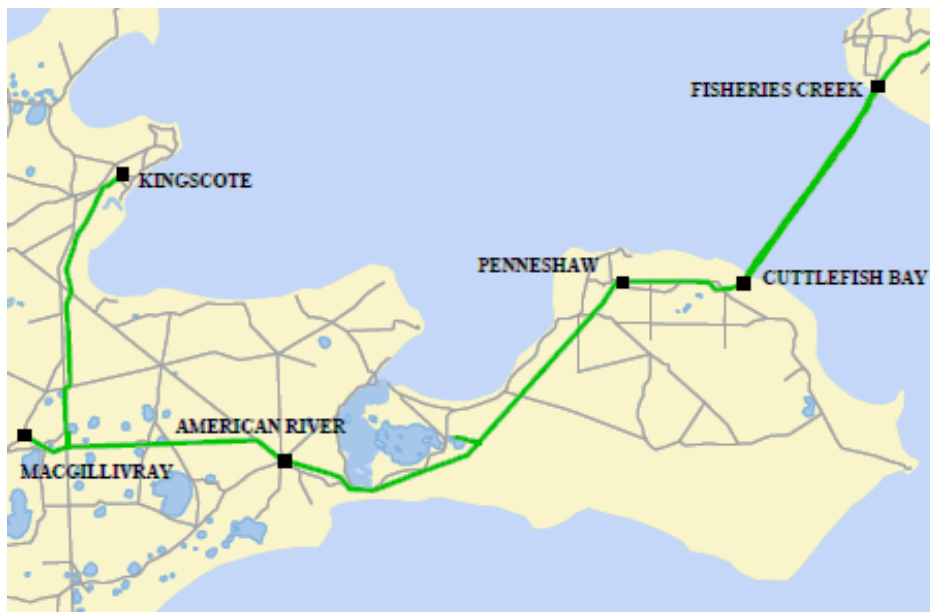 FISHERIES CREEK
KINGSCOTE
PENNESHAW
CUTTLEFISH BAY
AMERICAN RIVER
MACGILLIVRAY